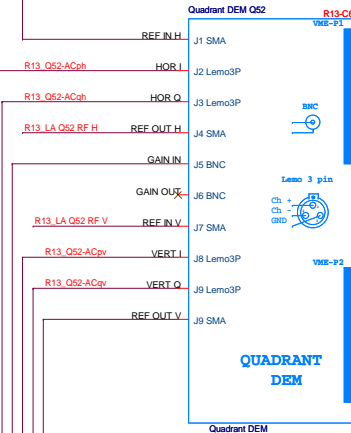 Quadrant DEM Q52
R13-C6
VME-P1
REF IN H
J1 SMA
R13_Q52-ACph
HOR I
J2 Lemo3P
R13_Q52-ACqh
HOR Q
J3 Lemo3P
BNC
R13_LA Q52 RF H
REF OUT H
J4 SMA
GAIN IN
J5 BNC
Lemo 3 pin
GAIN OUT
J6 BNC
Ch +
Ch -
GND
R13_LA Q52 RF V
REF IN V
J7 SMA
R13_Q52-ACpv
VERT I
J8 Lemo3P
VME-P2
R13_Q52-ACqv
VERT Q
J9 Lemo3P
REF OUT V
J9 SMA
QUADRANT
DEM
Quadrant DEM